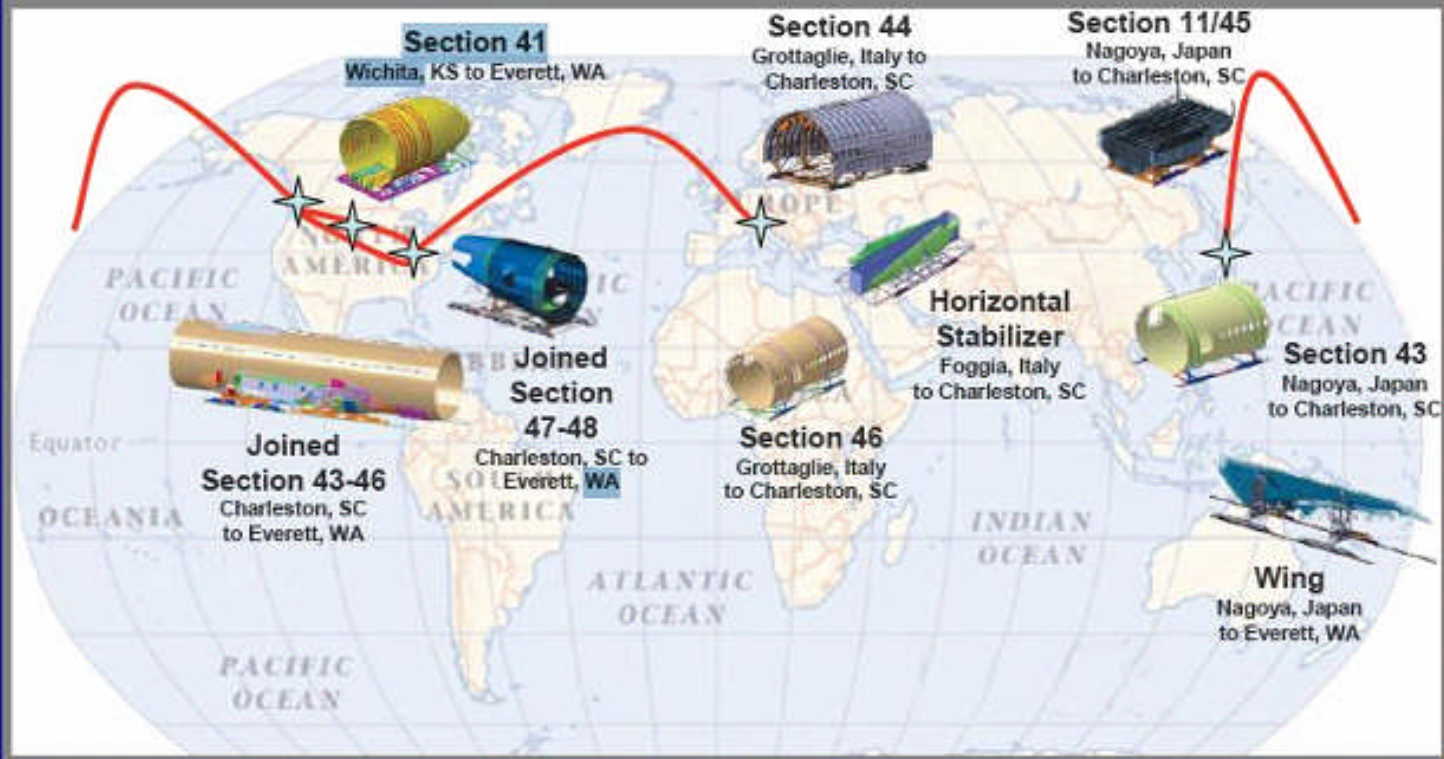 Section 41
Wichita, KS to Everett, WA
Section 44
Grottaglie, Italy to
Charleston, SC
Section 11/45
Nagoya, Japan
to Charleston, SC
EUROPE
NORTH
AMERICA
PACIFIC
OCEAN
PACIFIC
OCEAN
Horizontal
Stabilizer
Foggia, Italy
to Charleston, SC
Section 43
Nagoya, Japan
to Charleston, SC
Joined
Section
47-48
Charleston, SC to
Everett, WA
Equator
Joined
Section 43-46
Charleston, SC
to Everett, WA
Section 46
Grottaglie, Italy
to Charleston, SC
OCEANIA
SOUTH
AMERICA
INDIAN
OCEAN
ATLANTIC
OCEAN
Wing
Nagoya, Japan
to Everett, WA
PACIFIC
OCEAN